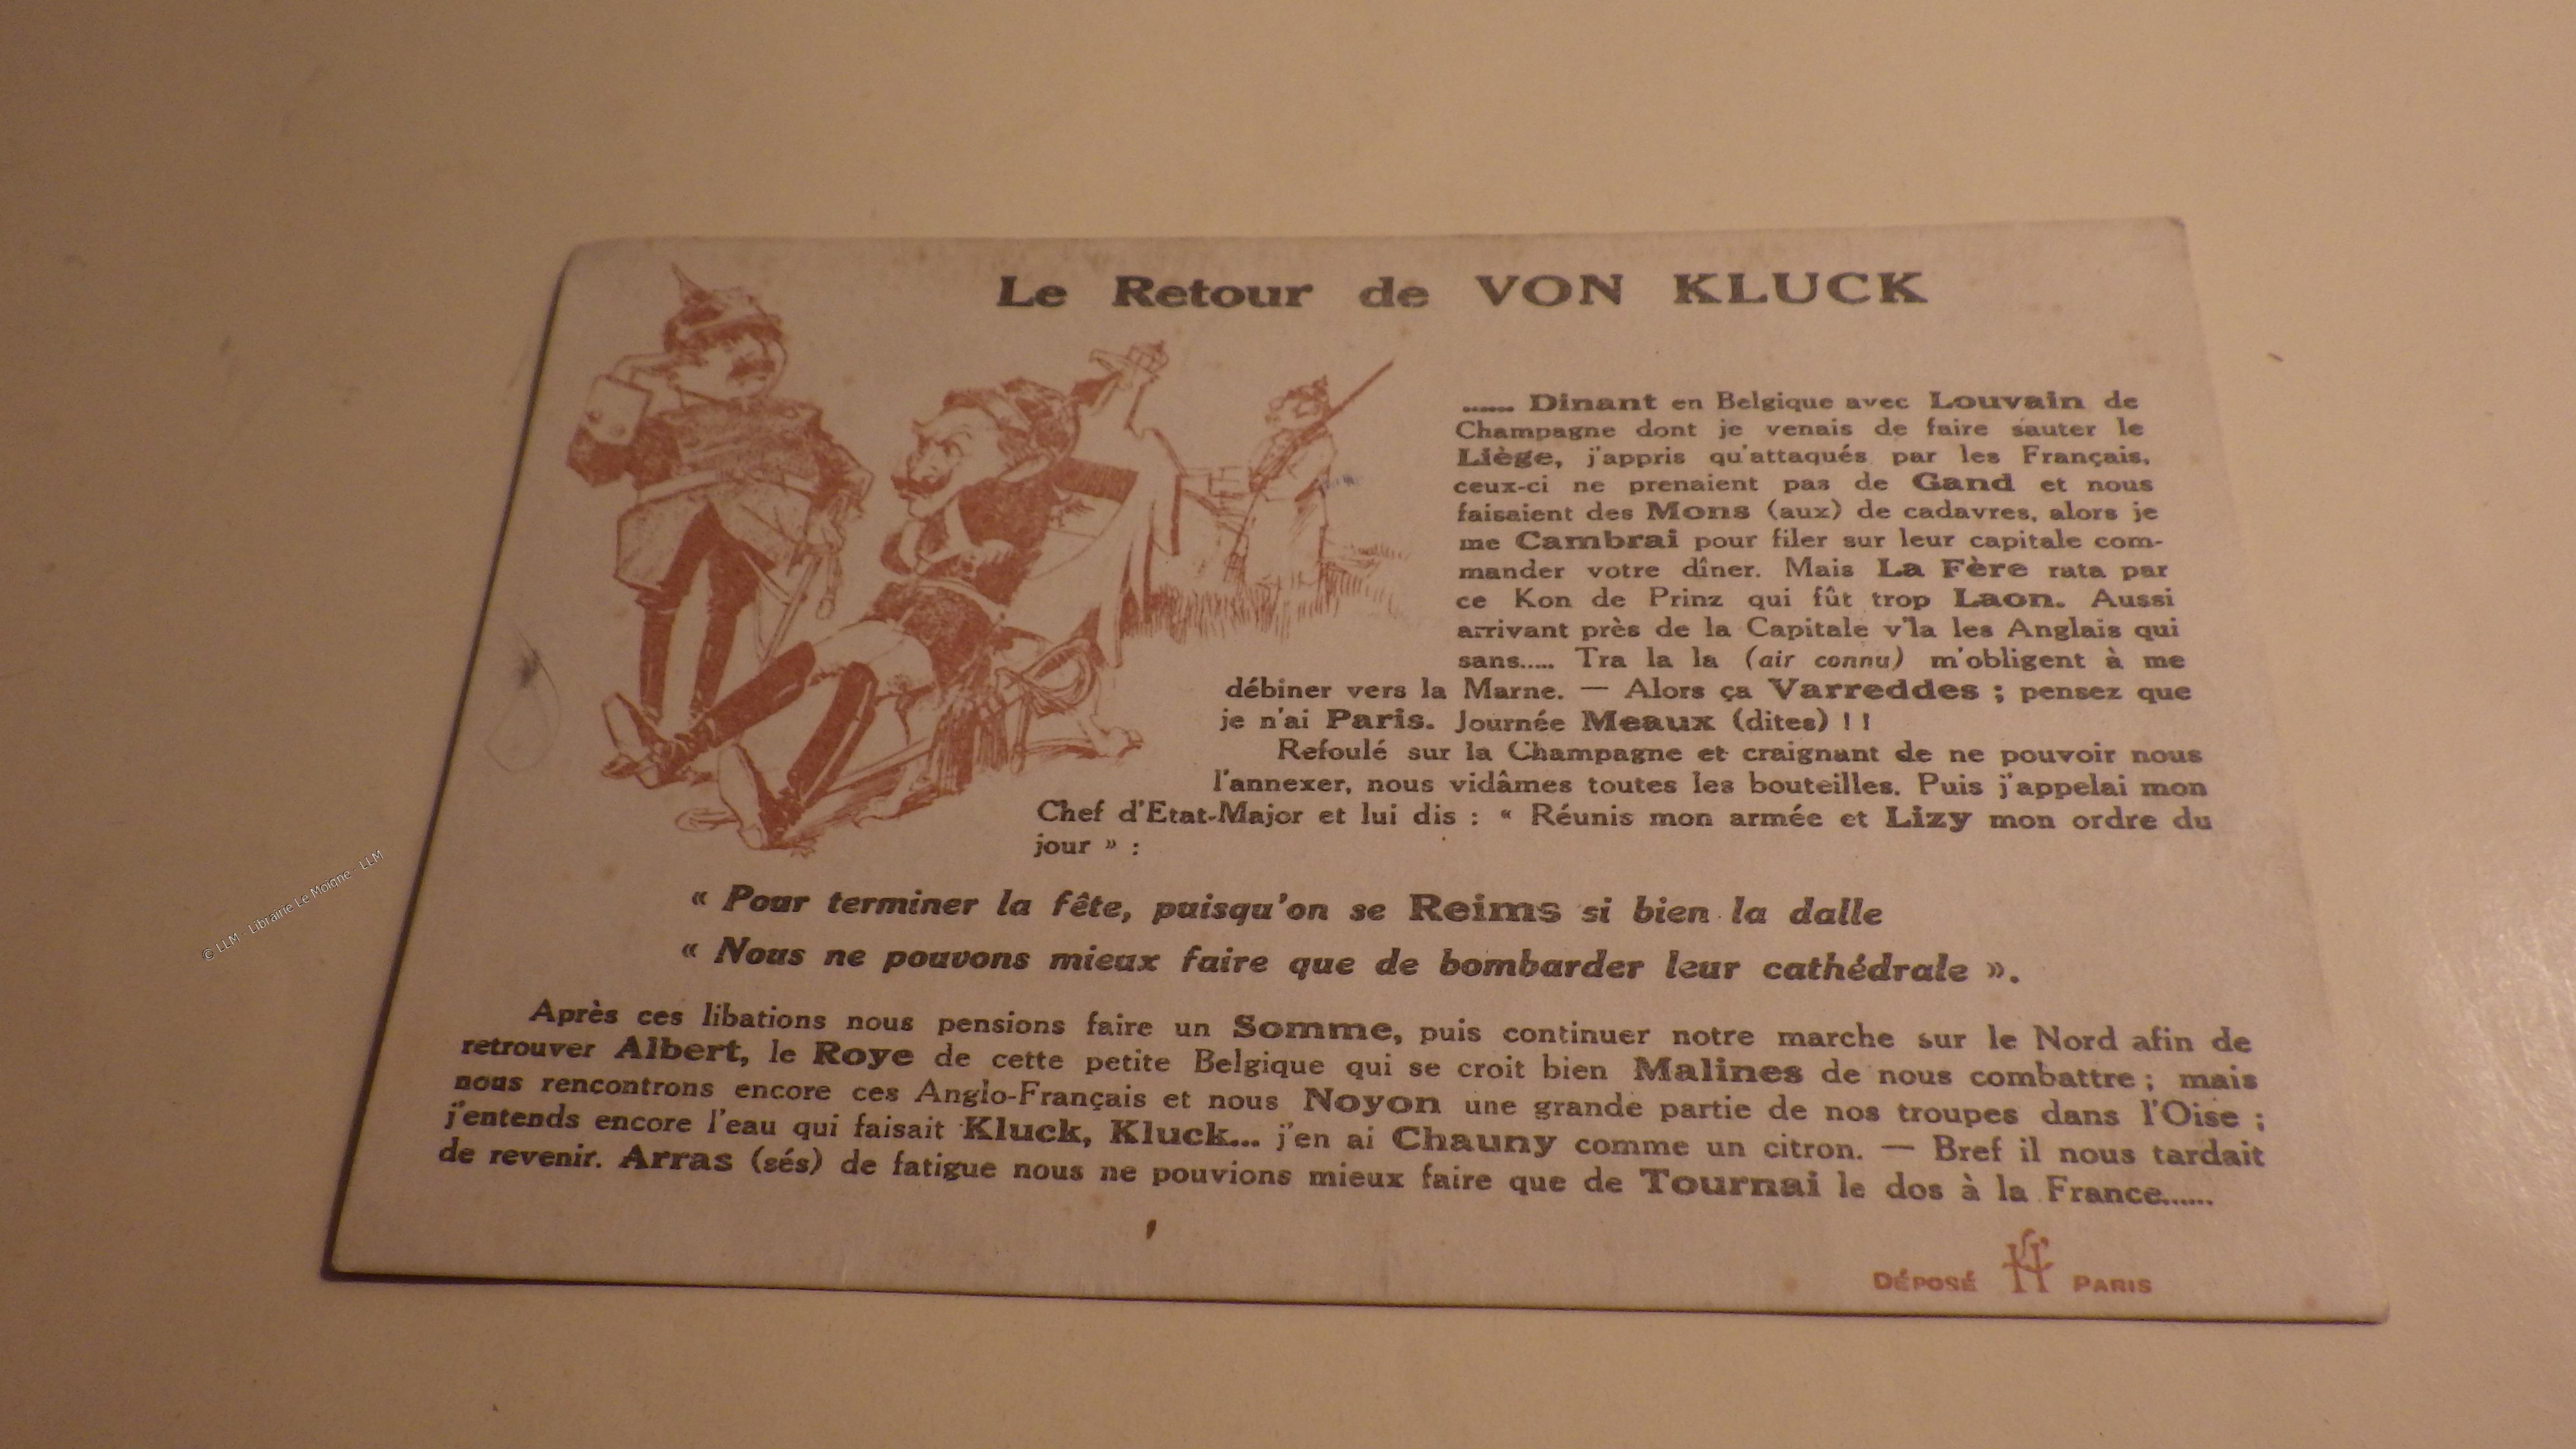 Le Retour de VON KLUCK
...... Dinant en Belgique avec Louvain de
Champagne dont je venais de faire sauter le
Liège, j'appris qu'attaqués par les Français,
ceux-ci ne prenaient pas de Gand et nous
faisaient des Mons (aux) de cadavres, alors je
me Cambrai pour filer sur leur capitale com-
mander votre dîner. Mais La Fère rata par
ce Kon de Prinz qui fût trop Laon. Aussi
arrivant près de la Capitale v'la les Anglais qui
sans..... Tra la la (air connu) m'obligent à me
débiner vers la Marne. — Alors ça Varreddes ; pensez que
je n'ai Paris. Journée Meaux (dites) ! !
Refoulé sur la Champagne et craignant de ne pouvoir nous
l'annexer, nous vidâmes toutes les bouteilles. Puis j'appelai mon
Chef d'Etat-Major et lui dis : « Réunis mon armée et Lizy mon ordre du
jour » :
« Pour terminer la fête, puisqu'on se Reims si bien la dalle
« Nous ne pouvons mieux faire que de bombarder leur cathédrale ».
Après ces libations nous pensions faire un Somme, puis continuer notre marche sur le Nord afin de
retrouver Albert, le Roye de cette petite Belgique qui se croit bien Malines de nous combattre ; mais
nous rencontrons encore ces Anglo-Français et nous Noyon une grande partie de nos troupes dans l'Oise ;
j'entends encore l'eau qui faisait Kluck, Kluck... j'en ai Chauny comme un citron. — Bref il nous tardait
de revenir. Arras (sés) de fatigue nous ne pouvions mieux faire que de Tournai le dos à la France......
DÉPOSÉ PARIS
© LLM - Librairie Le Moigne - LLM